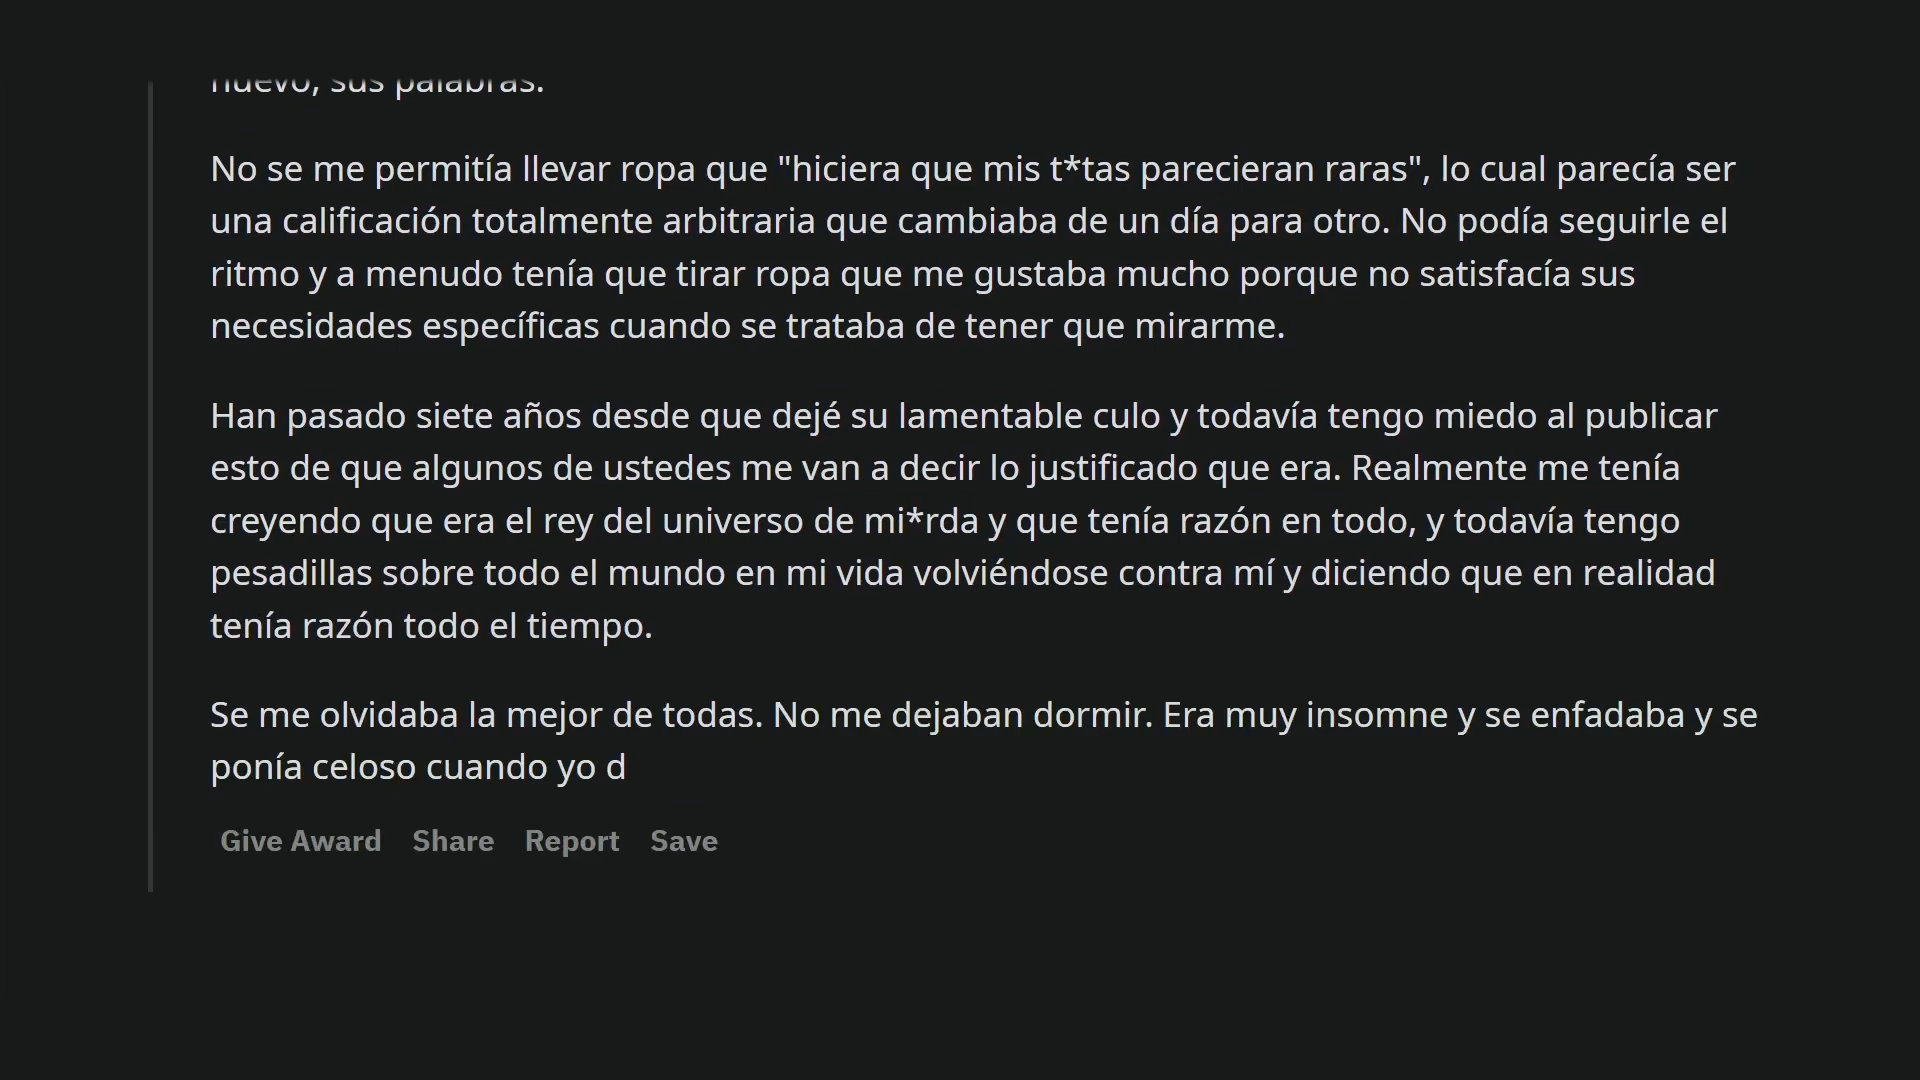 nuevo, sus palabras.
No se me permitía llevar ropa que "hiciera que mis t*tas parecieran raras", lo cual parecía ser
una calificación totalmente arbitraria que cambiaba de un día para otro. No podía seguirle el
ritmo y a menudo tenía que tirar ropa que me gustaba mucho porque no satisfacía sus
necesidades específicas cuando se trataba de tener que mirarme.
Han pasado siete años desde que dejé su lamentable culo y todavía tengo miedo al publicar
esto de que algunos de ustedes me van a decir lo justificado que era. Realmente me tenía
creyendo que era el rey del universo de mi*rda y que tenía razón en todo, y todavía tengo
pesadillas sobre todo el mundo en mi vida volviéndose contra mí y diciendo que en realidad
tenía razón todo el tiempo.
Se me olvidaba la mejor de todas. No me dejaban dormir. Era muy insomne y se enfadaba y se
ponía celoso cuando yo d
Give Award Share Report Save